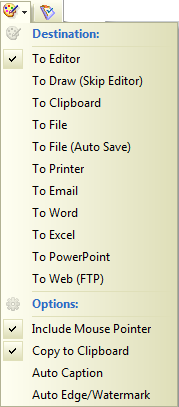 Destination:
To Editor
To Draw (Skip Editor)
To Clipboard
To File
To File (Auto Save)
To Printer
To Email
To Word
To Excel
To PowerPoint
To Web (FTP)
Options:
Include Mouse Pointer
Copy to Clipboard
Auto Caption
Auto Edge/Watermark